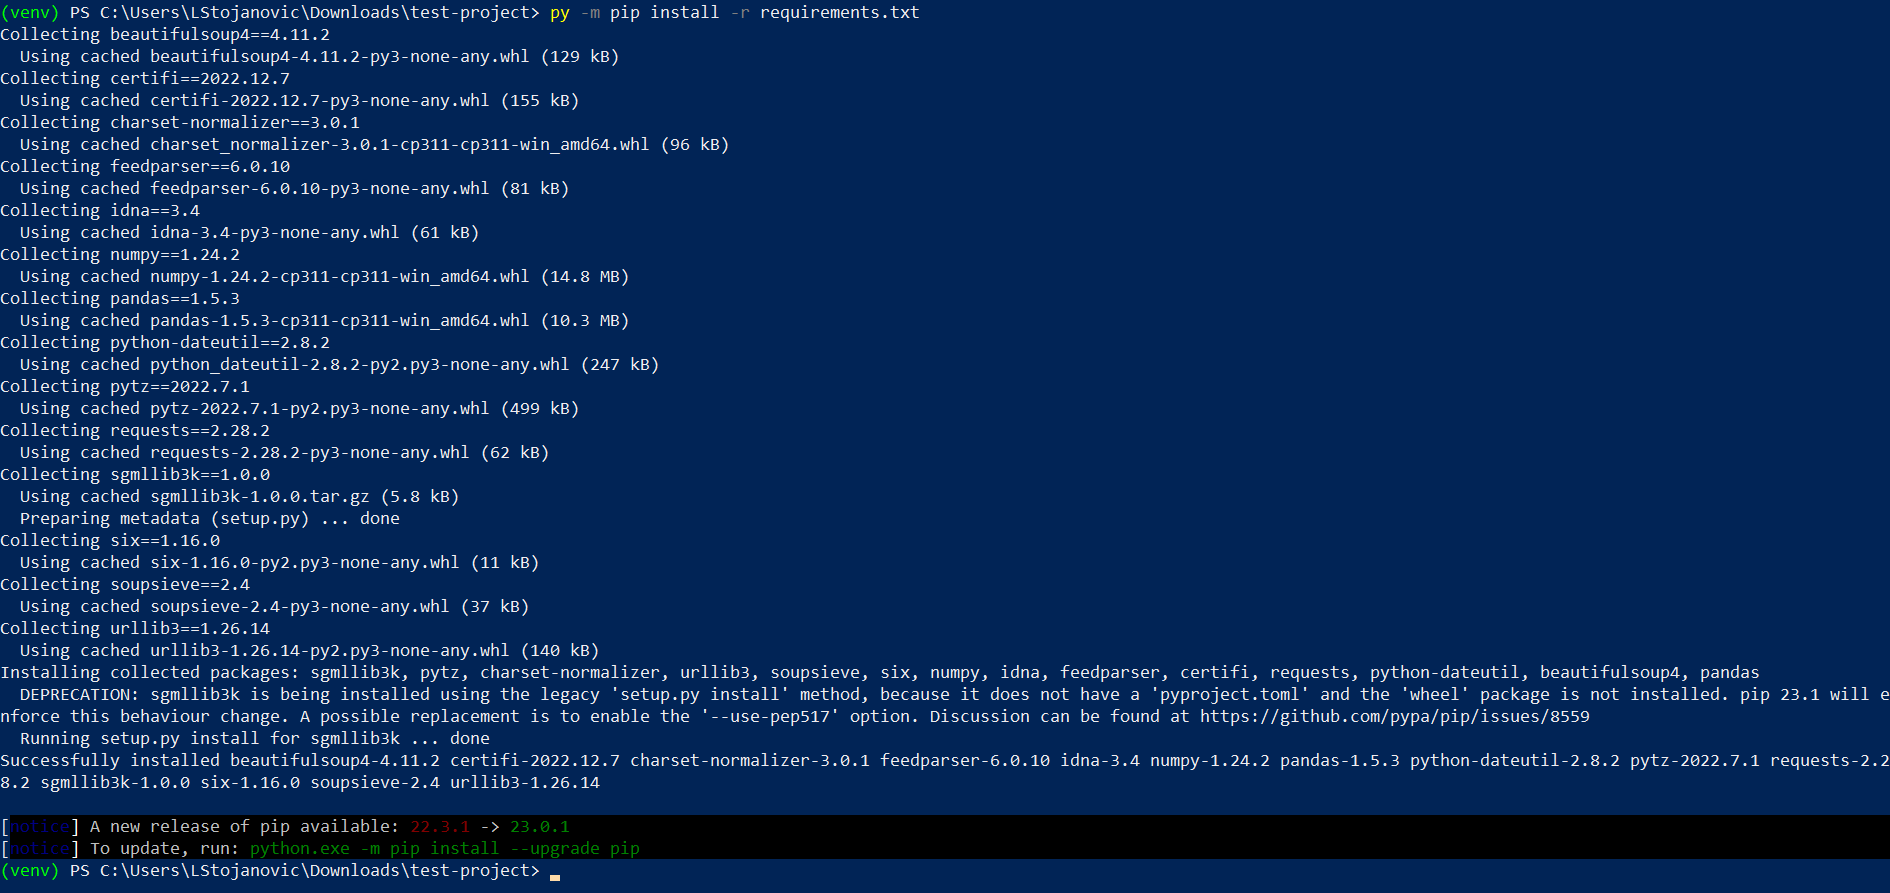 (venv) PS C:\Users\LStojanovic\Downloads\test-project> py -m pip install -r requirements.txt
Collecting beautifulsoup4==4.11.2
  Using cached beautifulsoup4-4.11.2-py3-none-any.whl (129 kB)
Collecting certifi==2022.12.7
  Using cached certifi-2022.12.7-py3-none-any.whl (155 kB)
Collecting charset-normalizer==3.0.1
  Using cached charset_normalizer-3.0.1-cp311-cp311-win_amd64.whl (96 kB)
Collecting feedparser==6.0.10
  Using cached feedparser-6.0.10-py3-none-any.whl (81 kB)
Collecting idna==3.4
  Using cached idna-3.4-py3-none-any.whl (61 kB)
Collecting numpy==1.24.2
  Using cached numpy-1.24.2-cp311-cp311-win_amd64.whl (14.8 MB)
Collecting pandas==1.5.3
  Using cached pandas-1.5.3-cp311-cp311-win_amd64.whl (10.3 MB)
Collecting python-dateutil==2.8.2
  Using cached python_dateutil-2.8.2-py2.py3-none-any.whl (247 kB)
Collecting pytz==2022.7.1
  Using cached pytz-2022.7.1-py2.py3-none-any.whl (499 kB)
Collecting requests==2.28.2
  Using cached requests-2.28.2-py3-none-any.whl (62 kB)
Collecting sgmllib3k==1.0.0
  Using cached sgmllib3k-1.0.0.tar.gz (5.8 kB)
  Preparing metadata (setup.py) ... done
Collecting six==1.16.0
  Using cached six-1.16.0-py2.py3-none-any.whl (11 kB)
Collecting soupsieve==2.4
  Using cached soupsieve-2.4-py3-none-any.whl (37 kB)
Collecting urllib3==1.26.14
  Using cached urllib3-1.26.14-py2.py3-none-any.whl (140 kB)
Installing collected packages: sgmllib3k, pytz, charset-normalizer, urllib3, soupsieve, six, numpy, idna, feedparser, certifi, requests, python-dateutil, beautifulsoup4, pandas
  DEPRECATION: sgmllib3k is being installed using the legacy 'setup.py install' method, because it does not have a 'pyproject.toml' and the 'wheel' package is not installed. pip 23.1 will e
nforce this behaviour change. A possible replacement is to enable the '--use-pep517' option. Discussion can be found at https://github.com/pypa/pip/issues/8559
  Running setup.py install for sgmllib3k ... done
Successfully installed beautifulsoup4-4.11.2 certifi-2022.12.7 charset-normalizer-3.0.1 feedparser-6.0.10 idna-3.4 numpy-1.24.2 pandas-1.5.3 python-dateutil-2.8.2 pytz-2022.7.1 requests-2.2
8.2 sgmllib3k-1.0.0 six-1.16.0 soupsieve-2.4 urllib3-1.26.14
[notice] A new release of pip available: 22.3.1 -> 23.0.1
[notice] To update, run: python.exe -m pip install --upgrade pip
(venv) PS C:\Users\LStojanovic\Downloads\test-project>